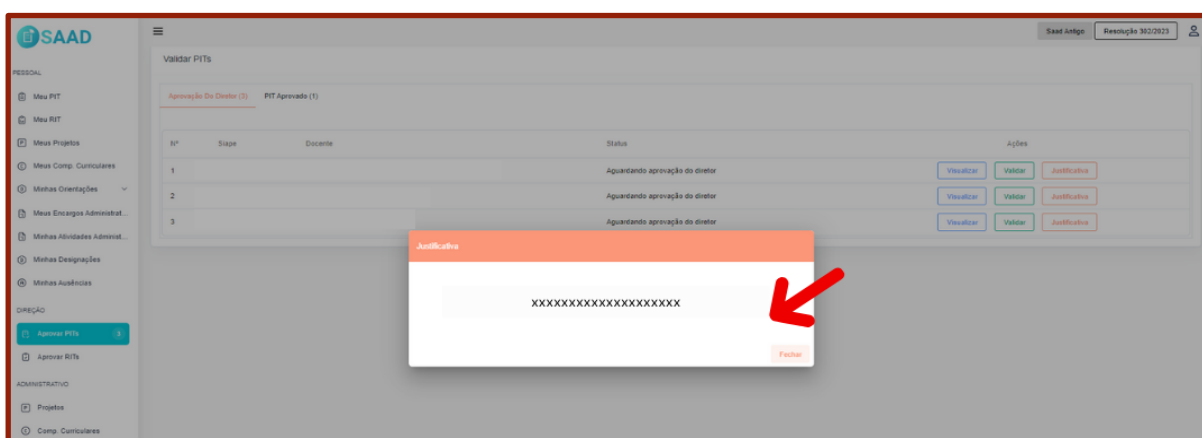 SAAD
Saad Antigo
Resolução 302/2023
Validar PITs
PESSOAL
Meu PIT
Meu RIT
Meus Projetos
Meus Comp. Curriculares
Minhas Orientações
Meus Encargos Administrat...
Minhas Atividades Administ...
Minhas Designações
Minhas Ausências
DIREÇÃO
Aprovar PITs 3
Aprovar RITs
ADMINISTRATIVO
Projetos
Comp. Curriculares
Aprovação Do Diretor (3) PIT Aprovado (1)
Nº Siape Docente Status Ações
1 Aguardando aprovação do diretor Visualizar Validar Justificativa
2 Aguardando aprovação do diretor Visualizar Validar Justificativa
3 Aguardando aprovação do diretor Visualizar Validar Justificativa
Justificativa
XXXXXXXXXXXXXXXXXXXX
Fechar